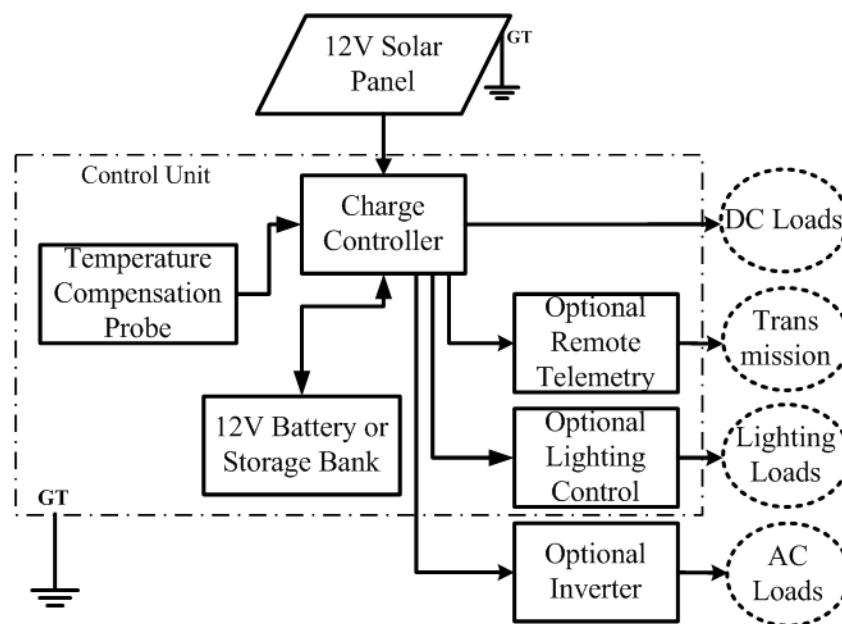 12V Solar
Panel
GT
Control Unit
Charge
Controller
DC Loads
Temperature
Compensation
Probe
Optional
Remote
Telemetry
Trans
mission
12V Battery or
Storage Bank
Optional
Lighting
Control
Lighting
Loads
GT
Optional
Inverter
AC
Loads